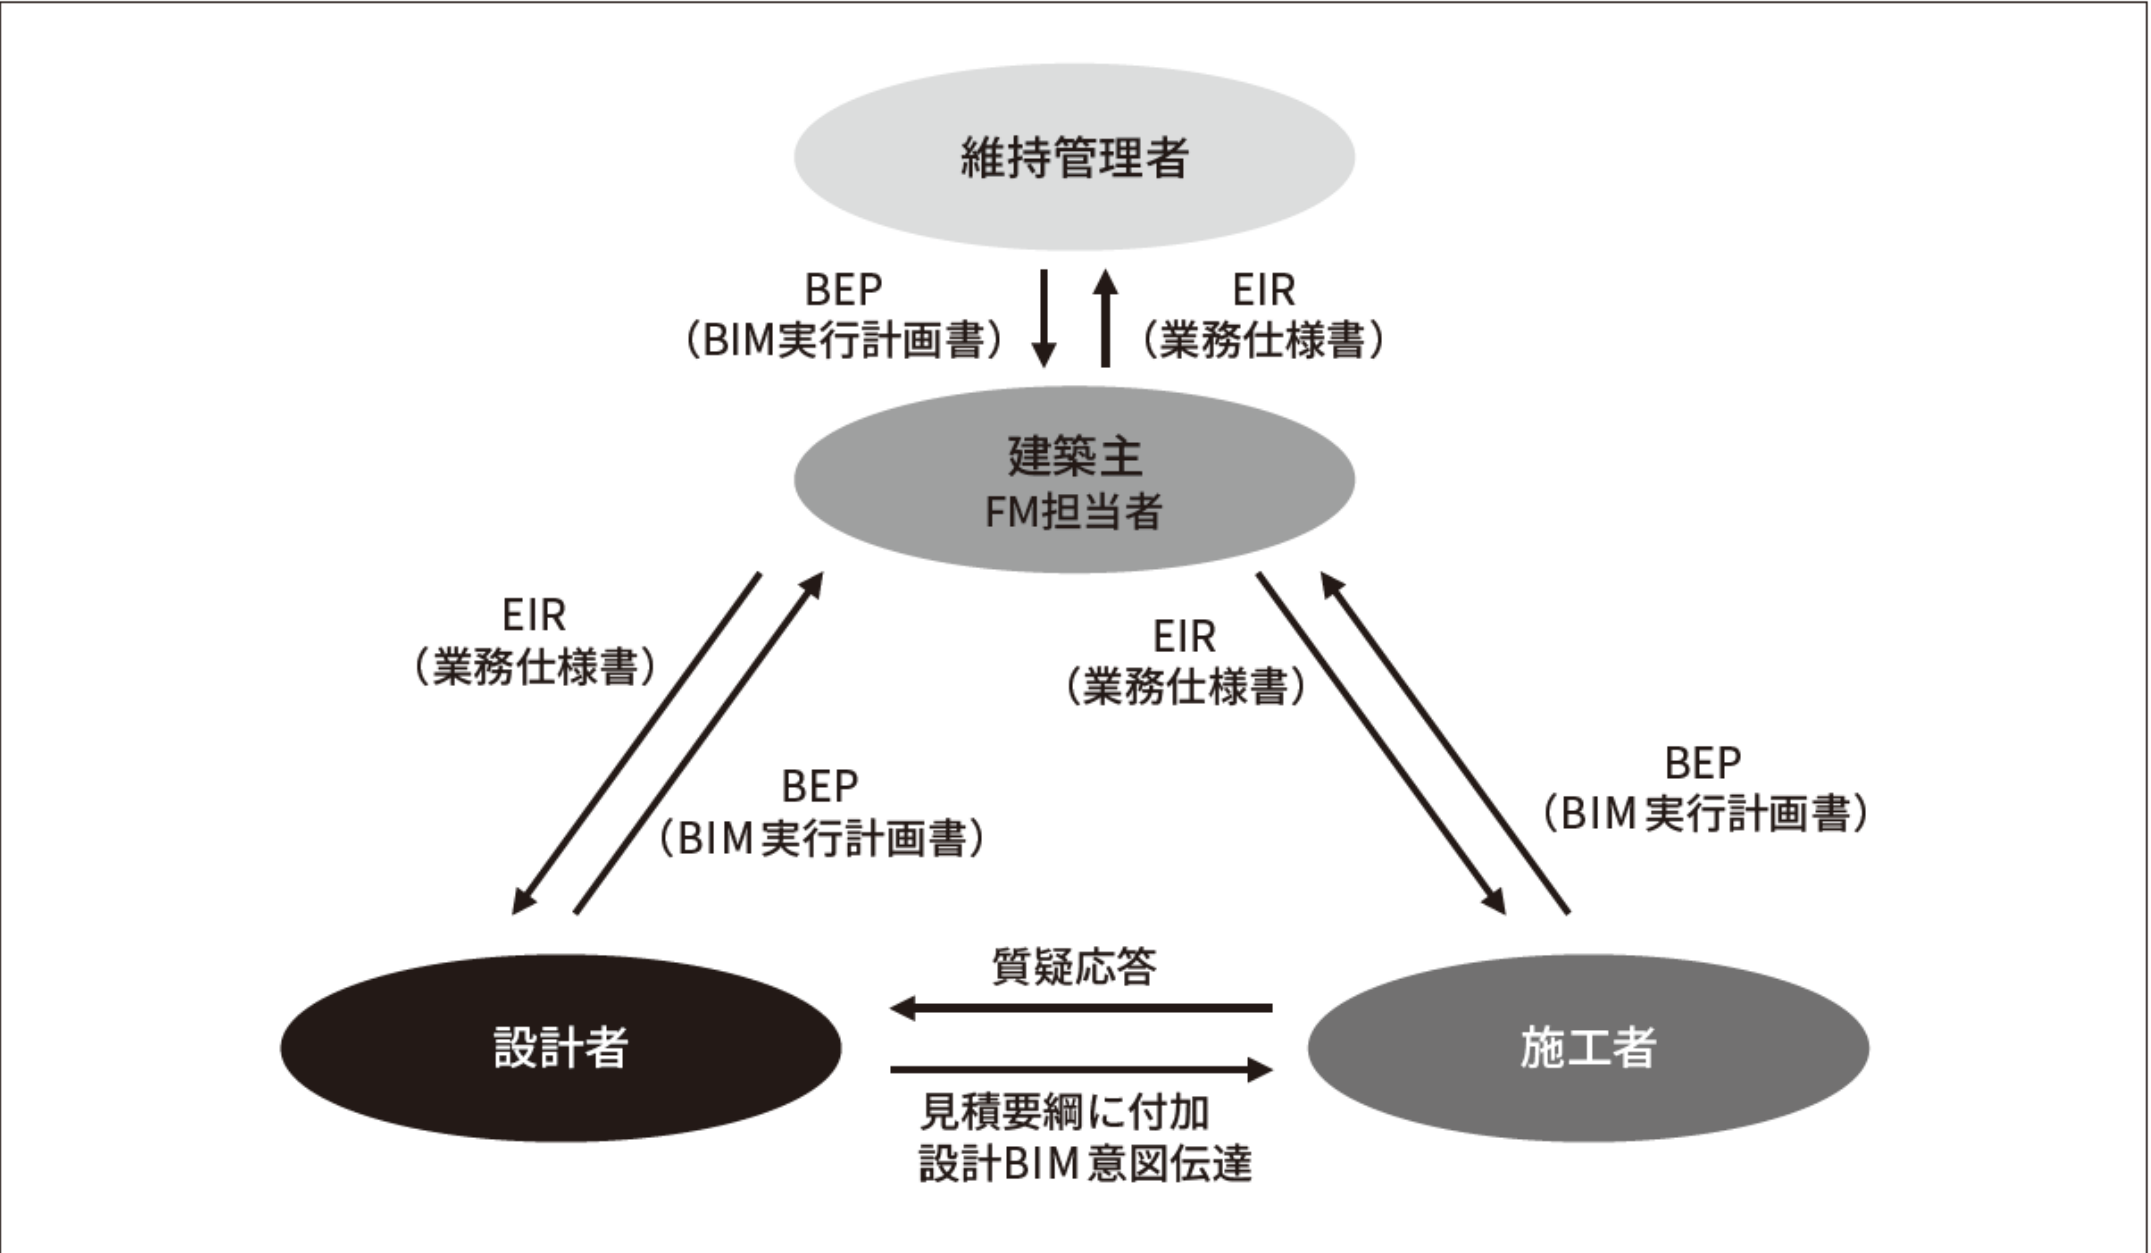 維持管理者
BEP
（BIM実行計画書）
EIR
（業務仕様書）
建築主
FM担当者
EIR
（業務仕様書）
EIR
（業務仕様書）
BEP
（BIM実行計画書）
BEP
（BIM実行計画書）
質疑応答
設計者
施工者
見積要綱に付加
設計BIM意図伝達